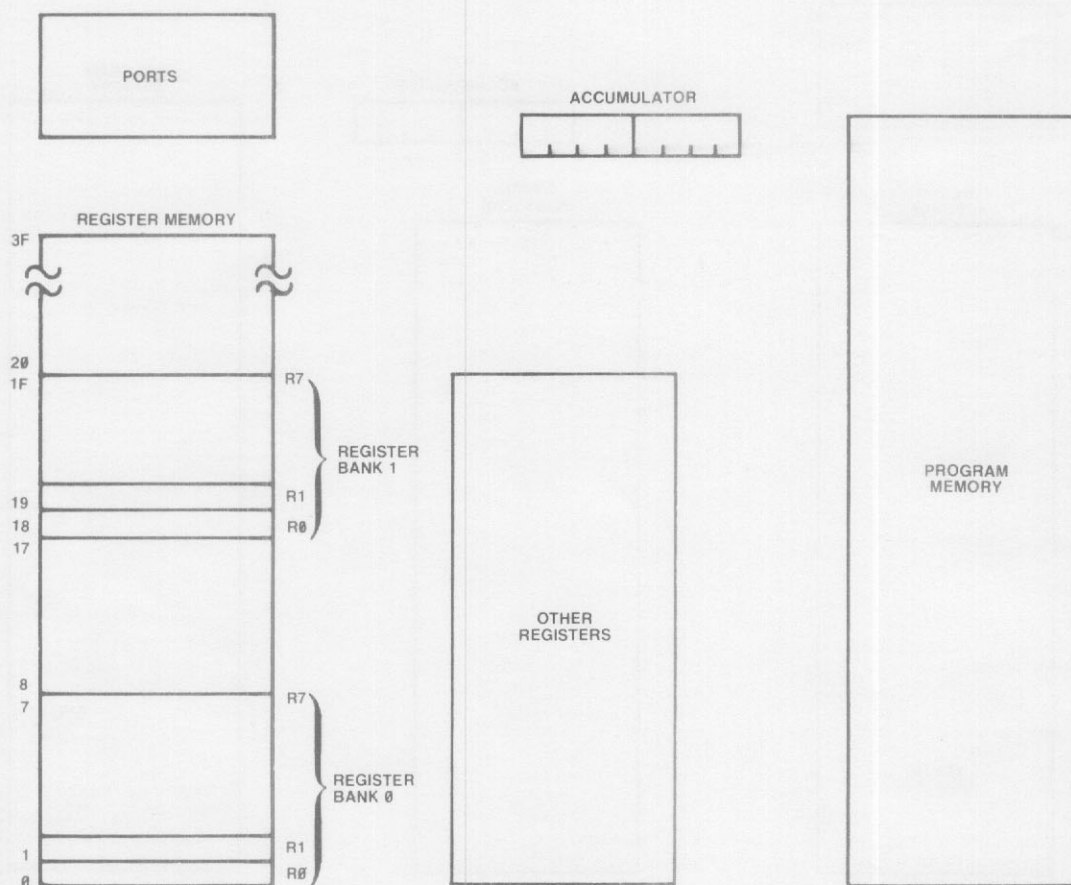 PORTS
ACCUMULATOR
REGISTER MEMORY
3F
20
1F
R7
REGISTER
BANK 1
19
R1
18
R0
17
PROGRAM
MEMORY
OTHER
REGISTERS
8
7
R7
REGISTER
BANK 0
1
R1
0
R0